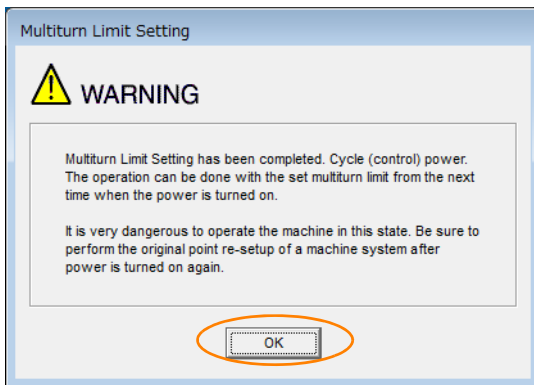 Multiturn Limit Setting
WARNING
Multiturn Limit Setting has been completed. Cycle (control) power.
The operation can be done with the set multiturn limit from the next
time when the power is turned on.
It is very dangerous to operate the machine in this state. Be sure to
perform the original point re-setup of a machine system after
power is turned on again.
OK